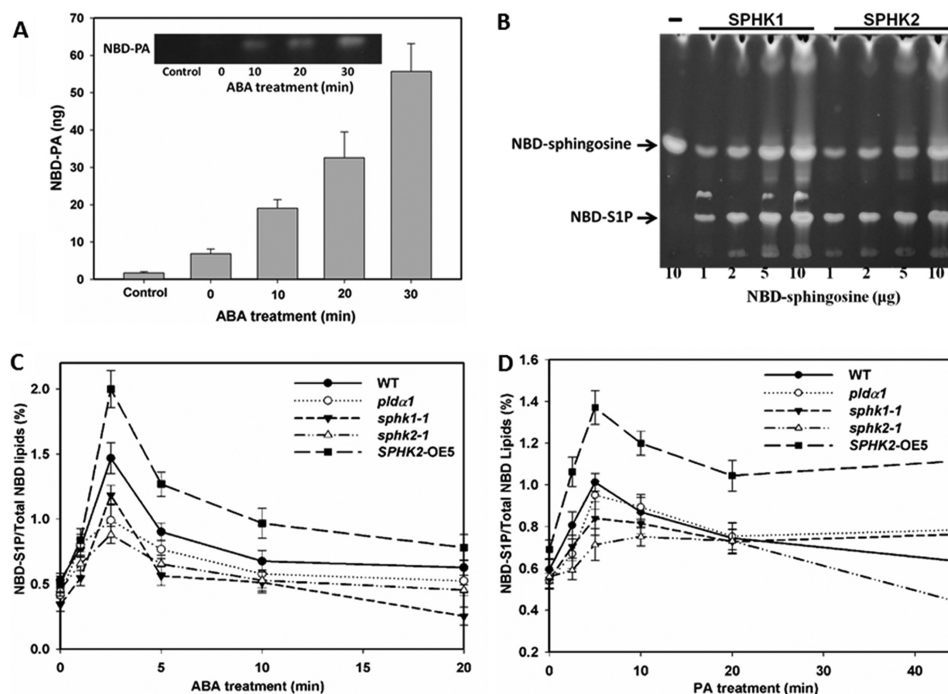 A
NBD-PA (ng)
70
60
50
40
30
20
10
0
NBD-PA
Control 0 10 20 30
ABA treatment (min)
Control 0 10 20 30
ABA treatment (min)
B
– SPHK1 SPHK2
NBD-sphingosine
NBD-S1P
10 1 2 5 10 1 2 5 10
NBD-sphingosine (µg)
C
NBD-S1P/Total NBD lipids (%)
2.0
1.5
1.0
0.5
0.0
WT
pldα1
sphk1-1
sphk2-1
SPHK2-OE5
0 5 10 15 20
ABA treatment (min)
D
NBD-S1P/Total NBD Lipids (%)
1.6
1.4
1.2
1.0
0.8
0.6
0.4
0.2
WT
pldα1
sphk1-1
sphk2-1
SPHK2-OE5
0 10 20 30 40
PA treatment (min)